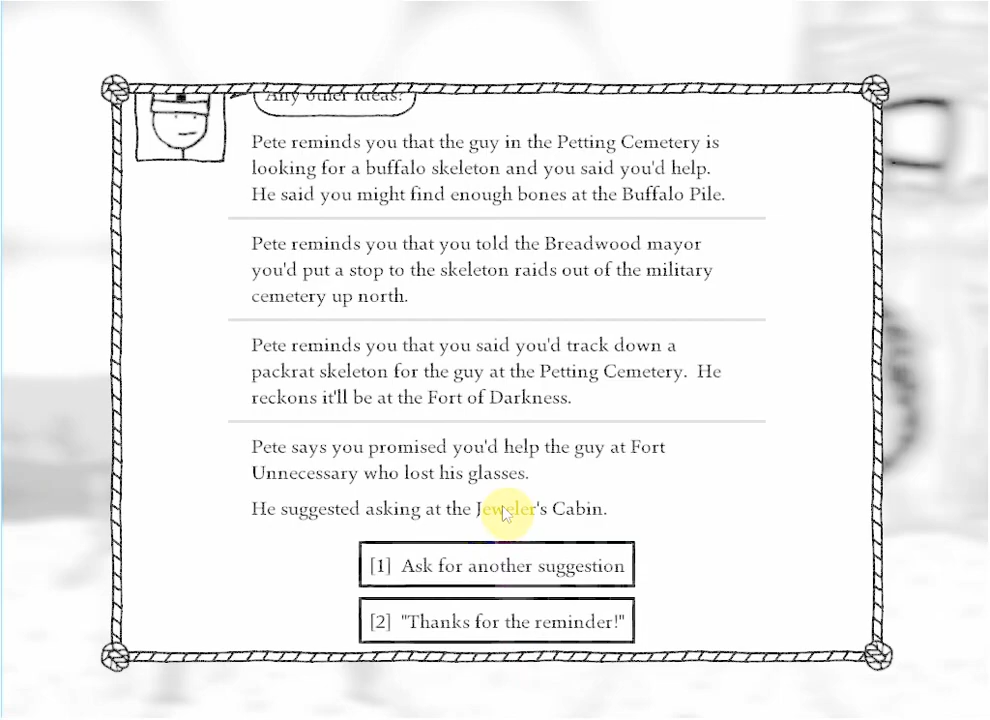 Any other ideas?
Pete reminds you that the guy in the Petting Cemetery is
looking for a buffalo skeleton and you said you'd help.
He said you might find enough bones at the Buffalo Pile.
Pete reminds you that you told the Breadwood mayor
you'd put a stop to the skeleton raids out of the military
cemetery up north.
Pete reminds you that you said you'd track down a
packrat skeleton for the guy at the Petting Cemetery. He
reckons it'll be at the Fort of Darkness.
Pete says you promised you'd help the guy at Fort
Unnecessary who lost his glasses.
He suggested asking at the Jeweler's Cabin.
[1] Ask for another suggestion
[2] "Thanks for the reminder!"